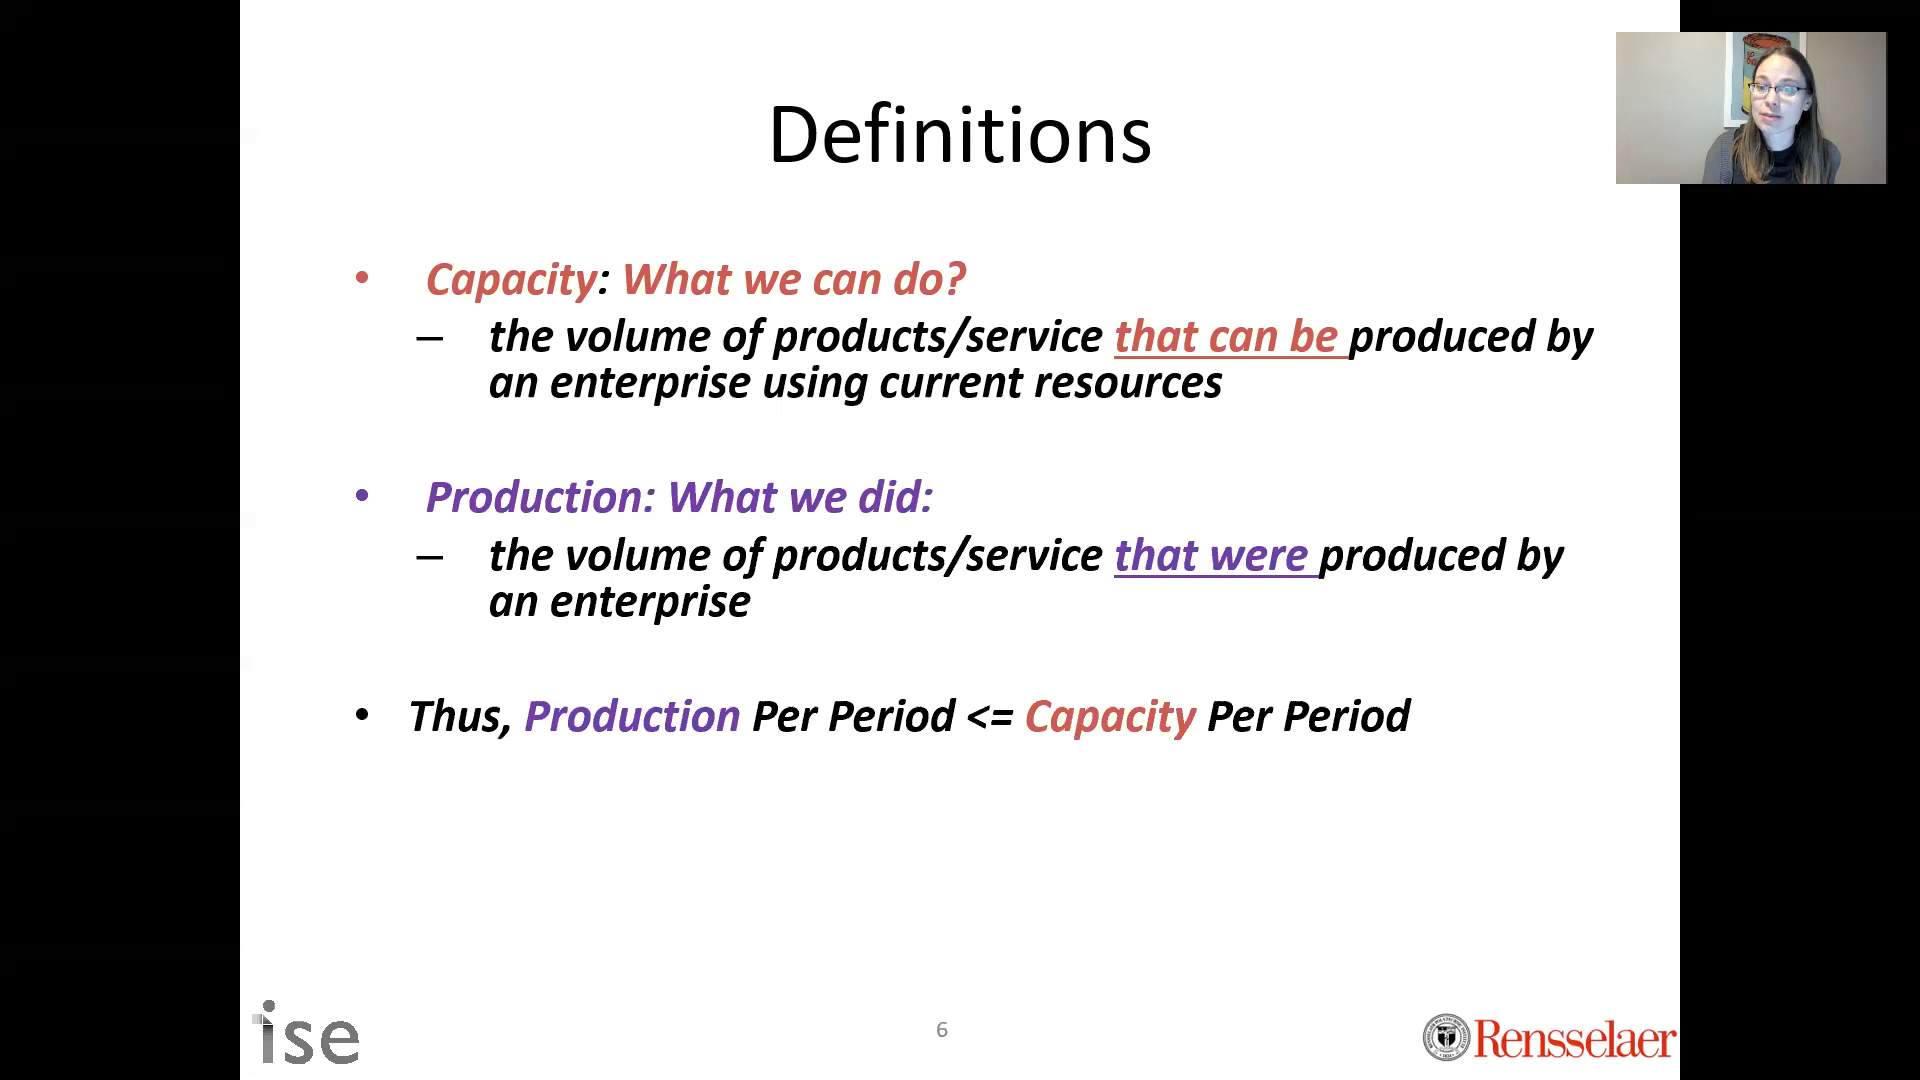 Definitions
• Capacity: What we can do?
– the volume of products/service that can be produced by
an enterprise using current resources
• Production: What we did:
– the volume of products/service that were produced by
an enterprise
• Thus, Production Per Period <= Capacity Per Period
ise
6
Rensselaer